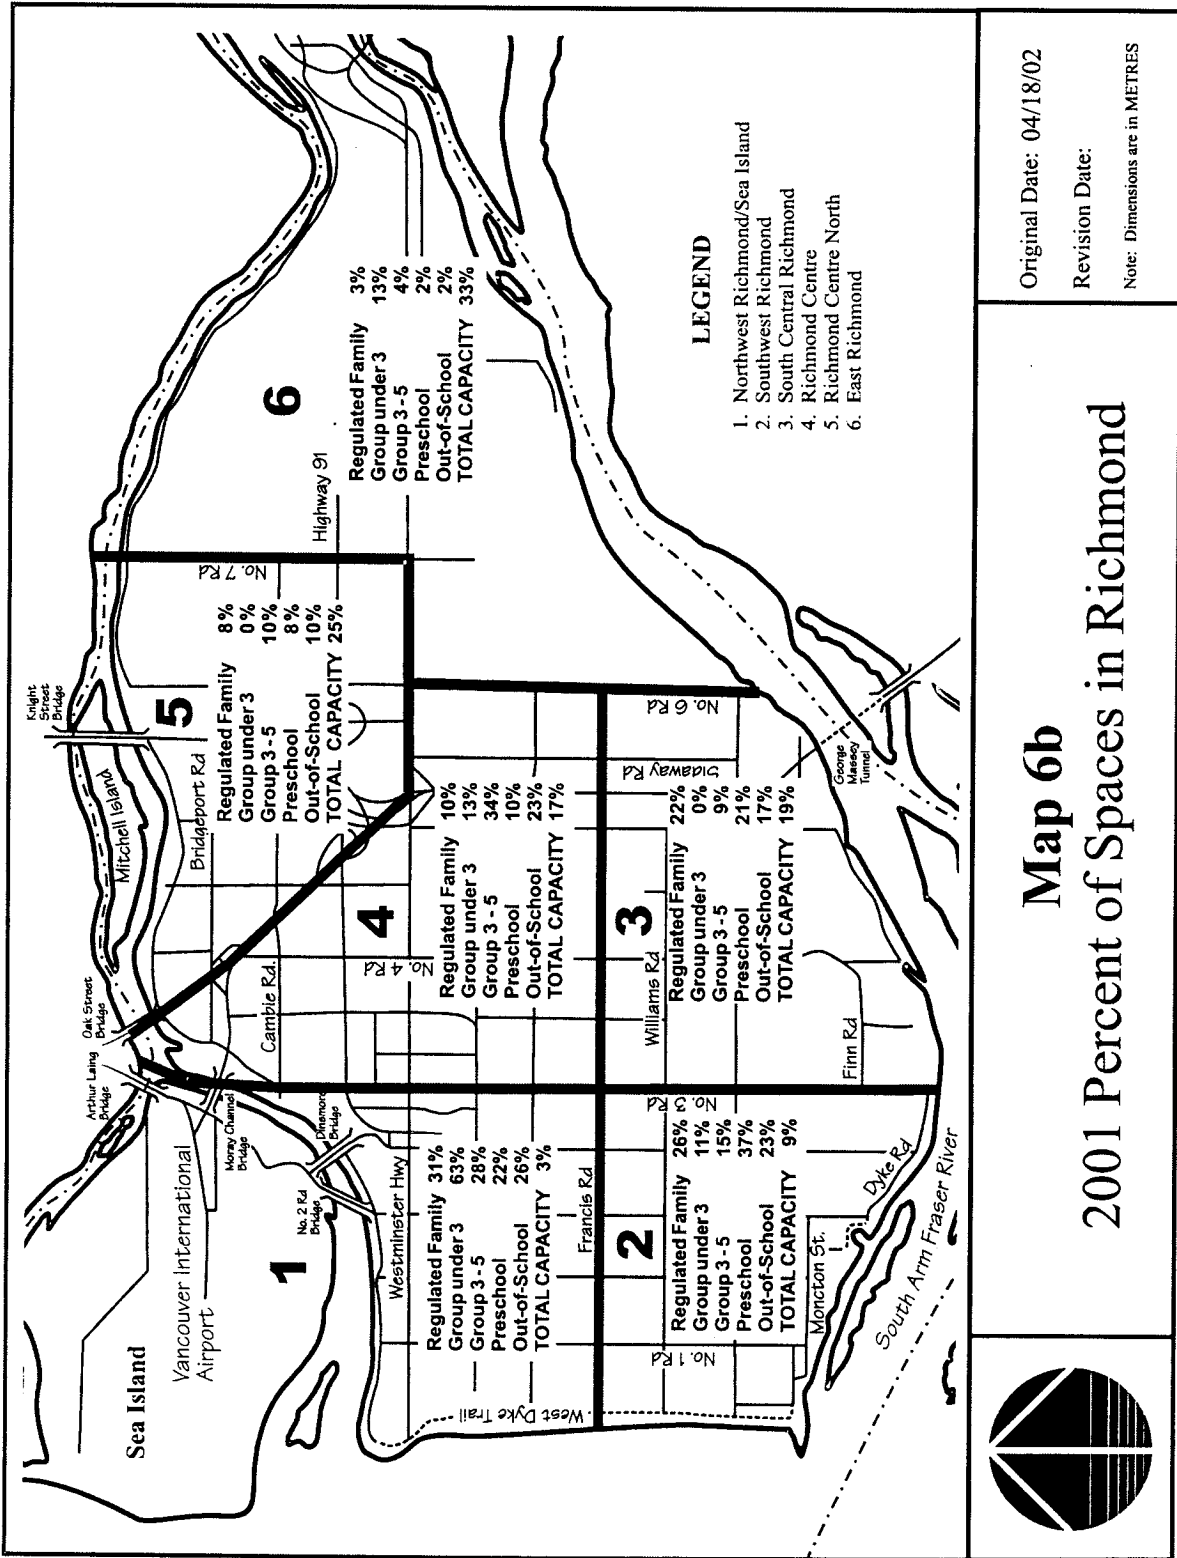 Sea Island
Vancouver International
Airport
Arthur Laing
Bridge
Oak Street
Bridge
Moray Channel
Bridge
Dinsmore
Bridge
No. 2 Rd
Bridge
Mitchell Island
Knight
Street
Bridge
Bridgeport Rd
Cambie Rd.
No. 4 Rd
No. 7 Rd
Highway 91
Westminster Hwy
West Dyke Trail
Francis Rd
No. 1 Rd
No. 3 Rd
Williams Rd
No. 6 Rd
Finn Rd
Dyke Rd
Moncton St.
South Arm Fraser River
George
Massey
Tunnel
1
Regulated Family 31%
Group under 3 63%
Group 3 - 5 28%
Preschool 22%
Out-of-School 26%
TOTAL CAPACITY 3%
2
Regulated Family 26%
Group under 3 11%
Group 3 - 5 15%
Preschool 37%
Out-of-School 23%
TOTAL CAPACITY 9%
3
Regulated Family 22%
Group under 3 0%
Group 3 - 5 9%
Preschool 21%
Out-of-School 17%
TOTAL CAPACITY 19%
4
Regulated Family 10%
Group under 3 13%
Group 3 - 5 34%
Preschool 10%
Out-of-School 23%
TOTAL CAPACITY 17%
5
Regulated Family 8%
Group under 3 0%
Group 3 - 5 10%
Preschool 8%
Out-of-School 10%
TOTAL CAPACITY 25%
6
Regulated Family 3%
Group under 3 13%
Group 3 - 5 4%
Preschool 2%
Out-of-School 2%
TOTAL CAPACITY 33%
LEGEND
1. Northwest Richmond/Sea Island
2. Southwest Richmond
3. South Central Richmond
4. Richmond Centre
5. Richmond Centre North
6. East Richmond
Map 6b
2001 Percent of Spaces in Richmond
Original Date: 04/18/02
Revision Date:
Note: Dimensions are in METRES